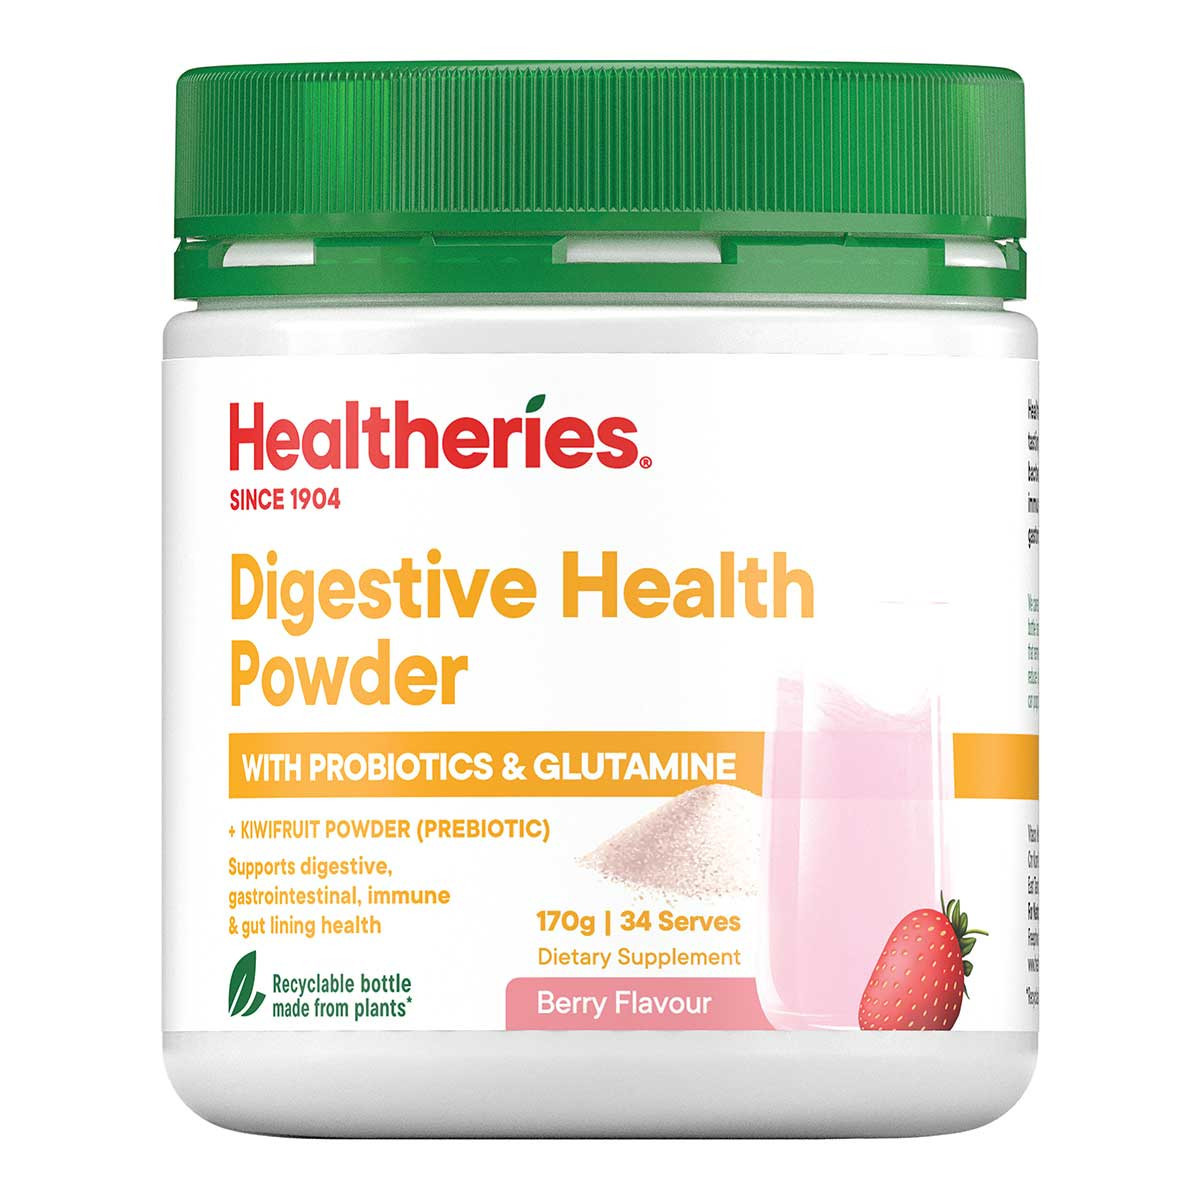 Healtheries®
SINCE 1904
Digestive Health
Powder
WITH PROBIOTICS & GLUTAMINE
+ KIWIFRUIT POWDER (PREBIOTIC)
Supports digestive,
gastrointestinal, immune
& gut lining health
170g | 34 Serves
Dietary Supplement
Recyclable bottle
made from plants*
Berry Flavour